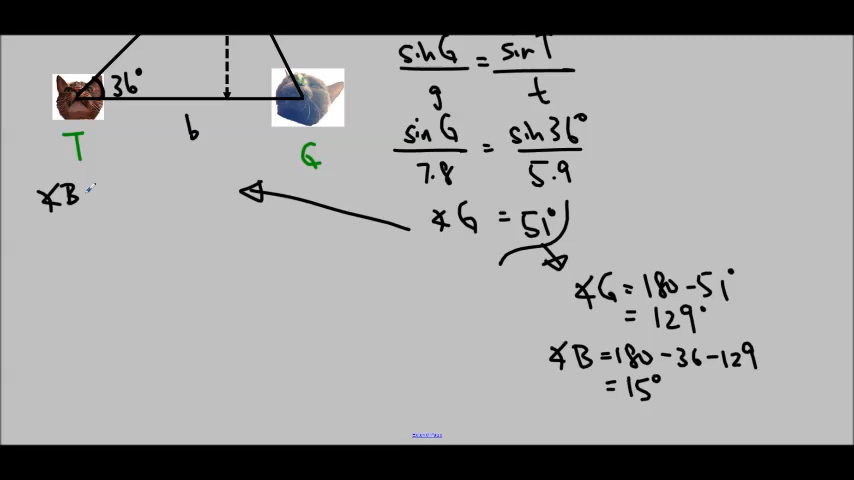 36°
b
T
G
∡B
sin G / g = sin T / t
sin G / 7.8 = sin 36° / 5.9
∡G = 51°
∡G = 180 - 51°
= 129°
∡B = 180 - 36 - 129
= 15°